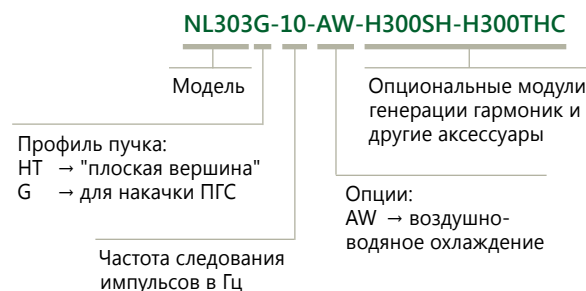 NL303G-10-AW-H300SH-H300THC
Модель
Опциональные модули
генерации гармоник и
другие аксессуары
Профиль пучка:
HT → "плоская вершина"
G → для накачки ПГС
Опции:
AW → воздушно-
водяное охлаждение
Частота следования
импульсов в Гц